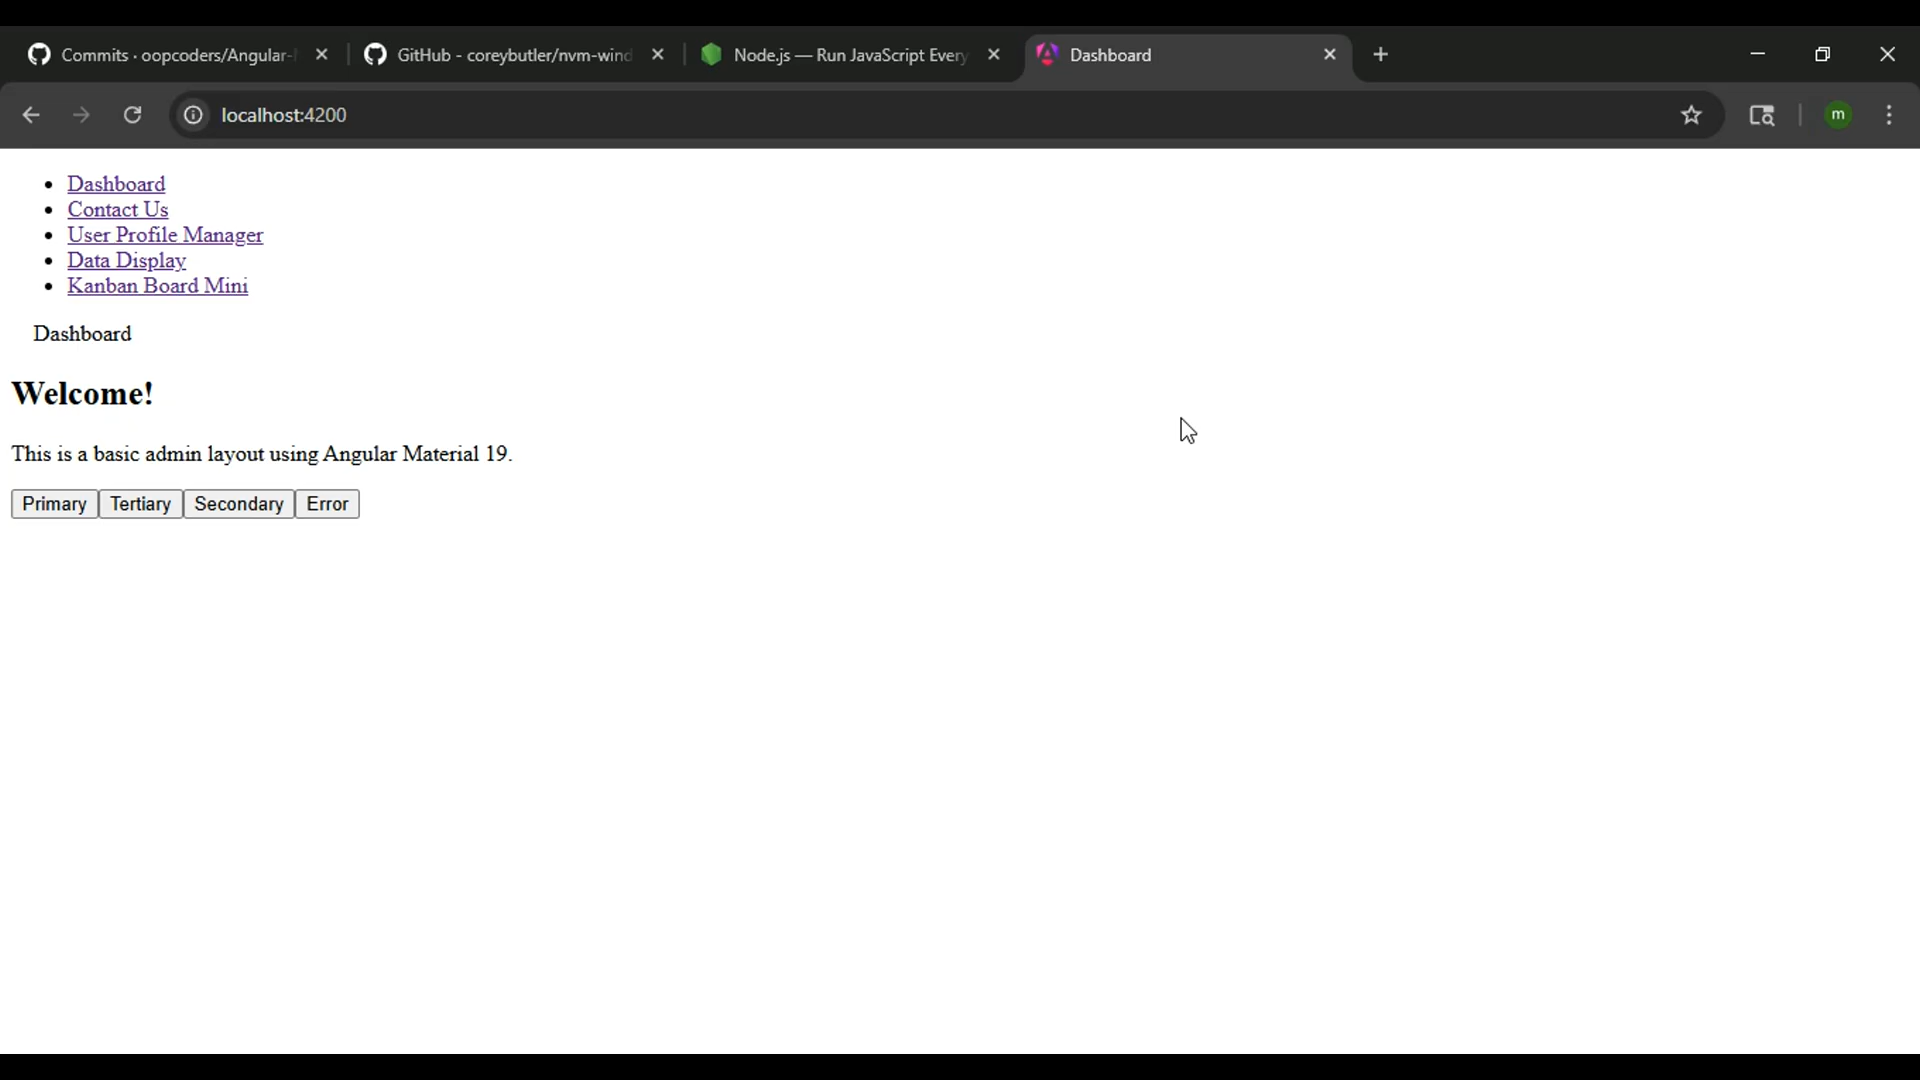 Commits · oopcoders/Angular-
GitHub - coreybutler/nvm-wind
Node.js — Run JavaScript Every
Dashboard
localhost:4200
m
Dashboard
Contact Us
User Profile Manager
Data Display
Kanban Board Mini
Dashboard
Welcome!
This is a basic admin layout using Angular Material 19.
Primary
Tertiary
Secondary
Error